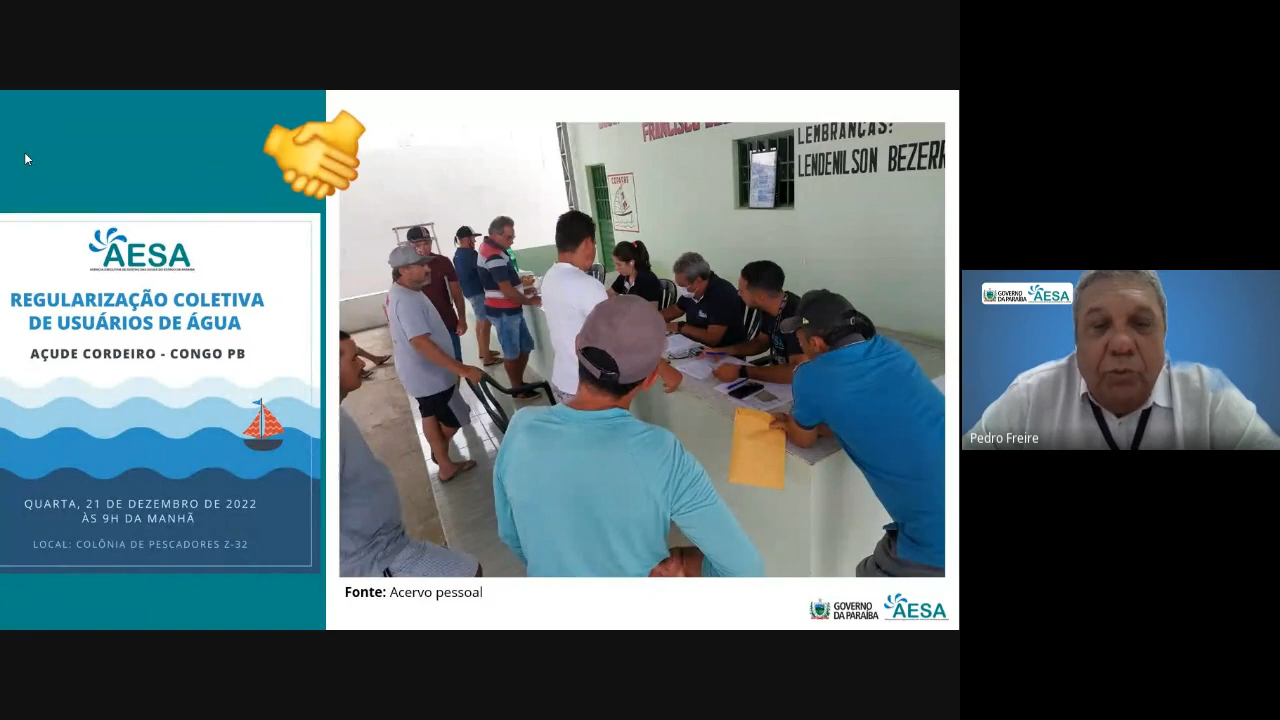 AESA
REGULARIZAÇÃO COLETIVA
DE USUÁRIOS DE ÁGUA
AÇUDE CORDEIRO - CONGO PB
QUARTA, 21 DE DEZEMBRO DE 2022
ÀS 9H DA MANHÃ
LOCAL: COLÔNIA DE PESCADORES Z-32
FRANCISCO
LEMBRANÇAS:
LENDENILSON BEZERR
Fonte: Acervo pessoal
GOVERNO
DA PARAÍBA
AESA
GOVERNO
DA PARAÍBA
AESA
Pedro Freire